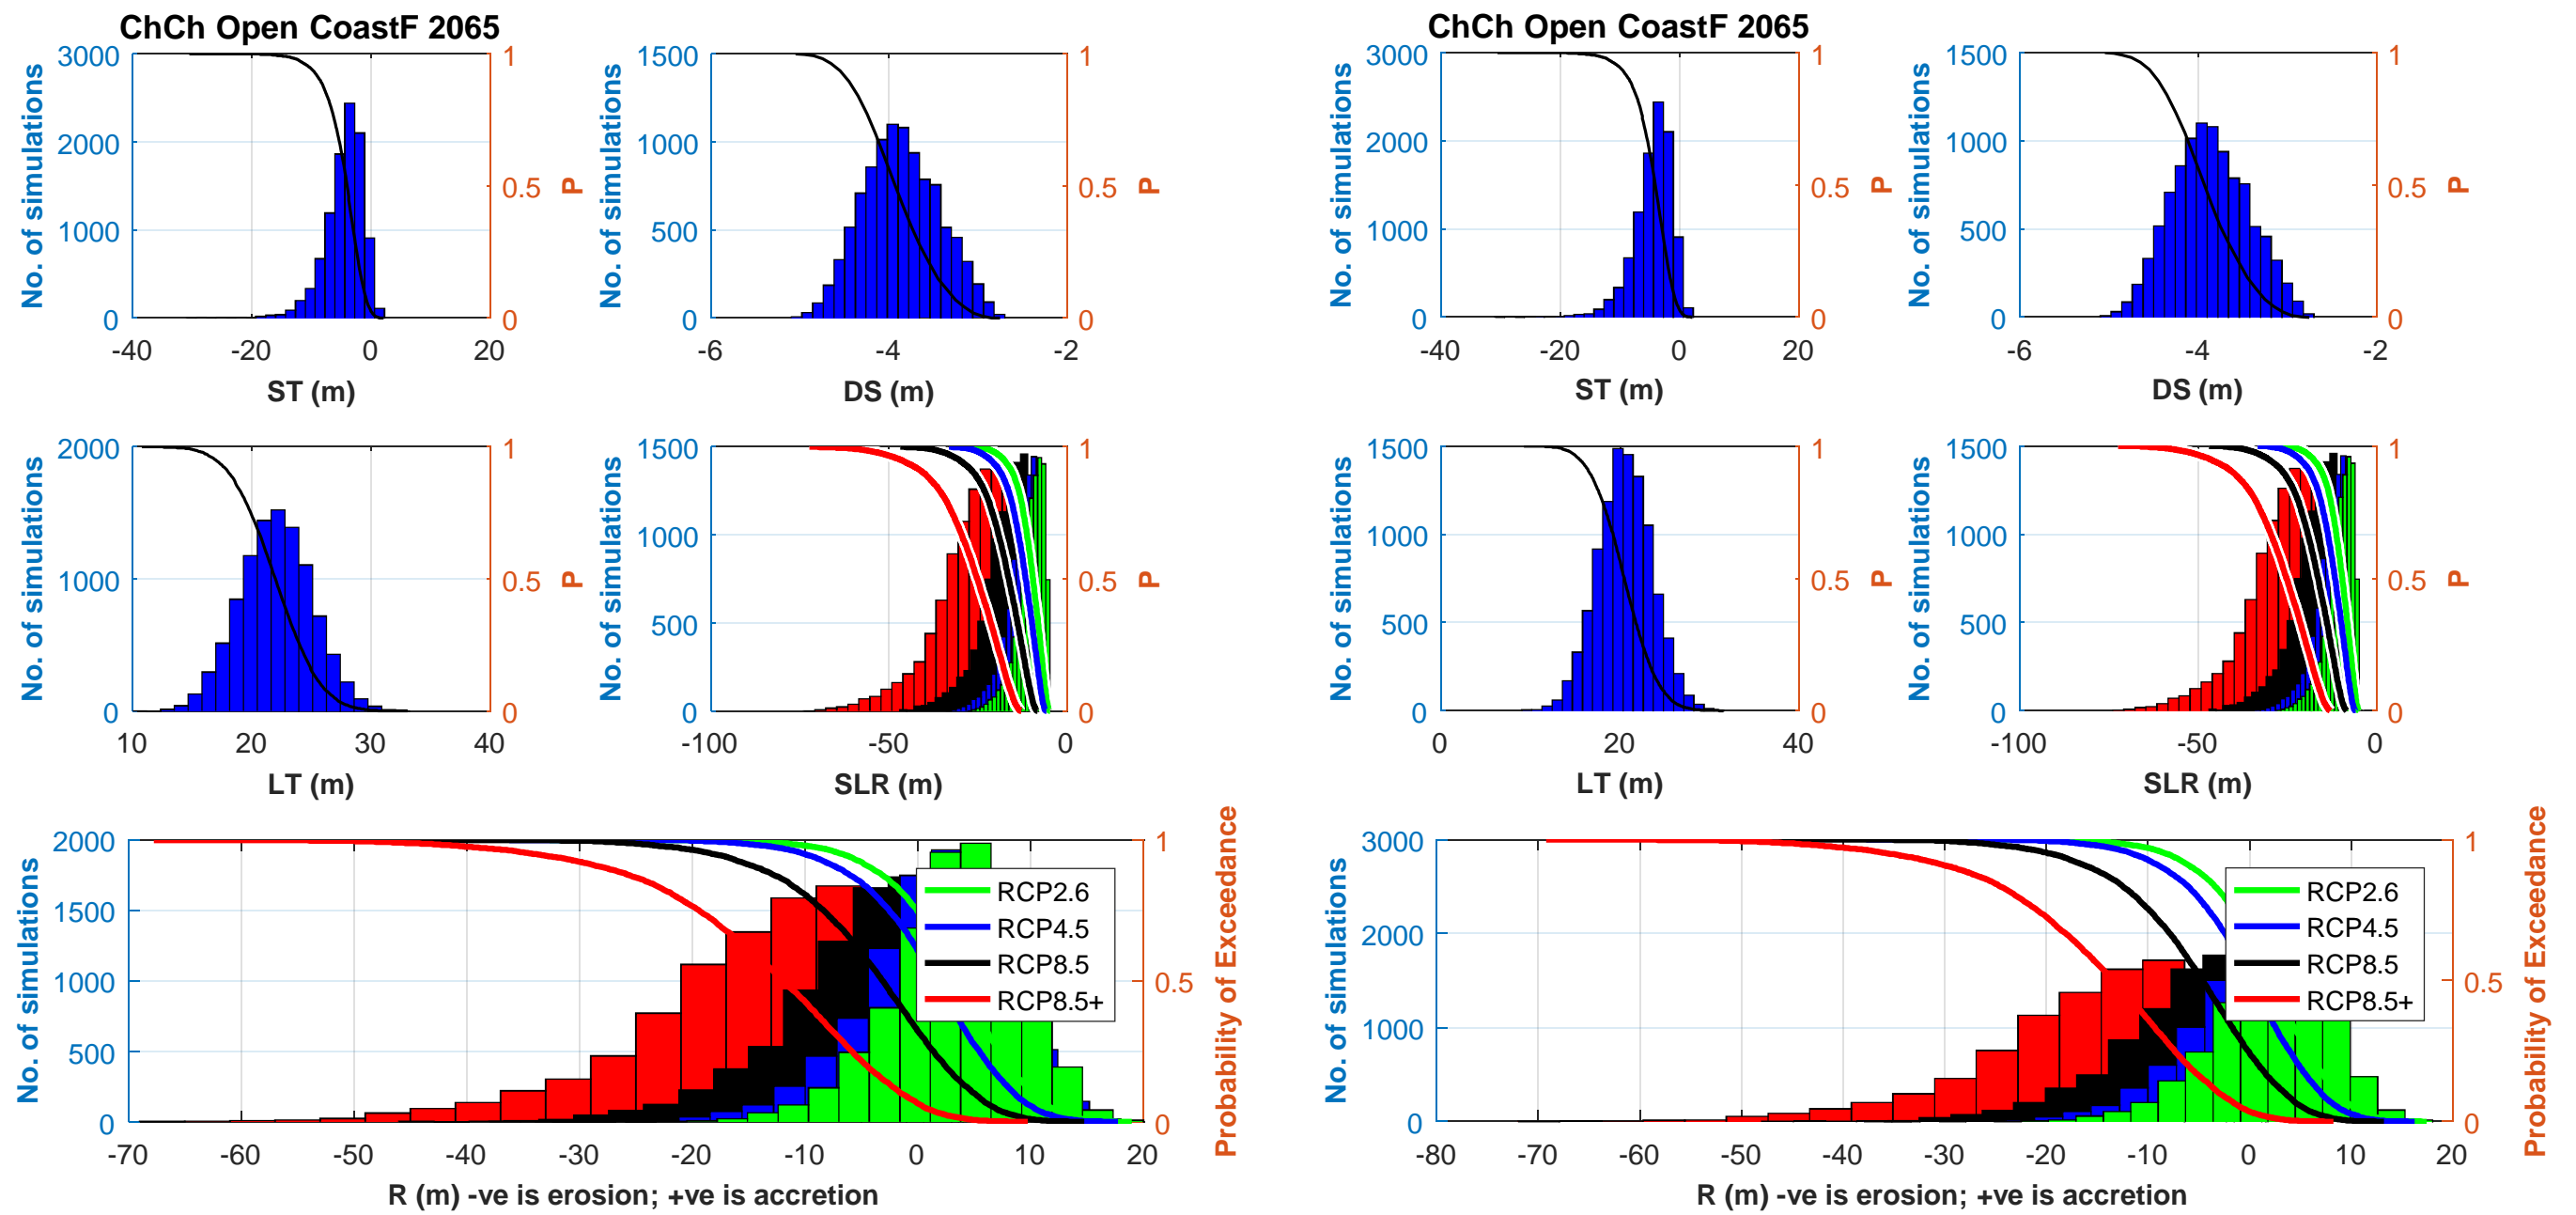 ChCh Open CoastF 2065
No. of simulations
3000
2000
1000
0
1
0.5
0
P
-40 -20 0 20
ST (m)
No. of simulations
1500
1000
500
0
1
0.5
0
P
-6 -4 -2
DS (m)
No. of simulations
2000
1000
0
1
0.5
0
P
10 20 30 40
LT (m)
No. of simulations
1500
1000
500
0
1
0.5
0
P
-100 -50 0
SLR (m)
No. of simulations
2000
1500
1000
500
0
RCP2.6
RCP4.5
RCP8.5
RCP8.5+
1
0.5
0
Probability of Exceedance
-70 -60 -50 -40 -30 -20 -10 0 10 20
R (m) -ve is erosion; +ve is accretion
ChCh Open CoastF 2065
No. of simulations
3000
2000
1000
0
1
0.5
0
P
-40 -20 0 20
ST (m)
No. of simulations
1500
1000
500
0
1
0.5
0
P
-6 -4 -2
DS (m)
No. of simulations
1500
1000
500
0
1
0.5
0
P
0 20 40
LT (m)
No. of simulations
1500
1000
500
0
1
0.5
0
P
-100 -50 0
SLR (m)
No. of simulations
3000
2000
1000
0
RCP2.6
RCP4.5
RCP8.5
RCP8.5+
1
0.5
0
Probability of Exceedance
-80 -70 -60 -50 -40 -30 -20 -10 0 10 20
R (m) -ve is erosion; +ve is accretion